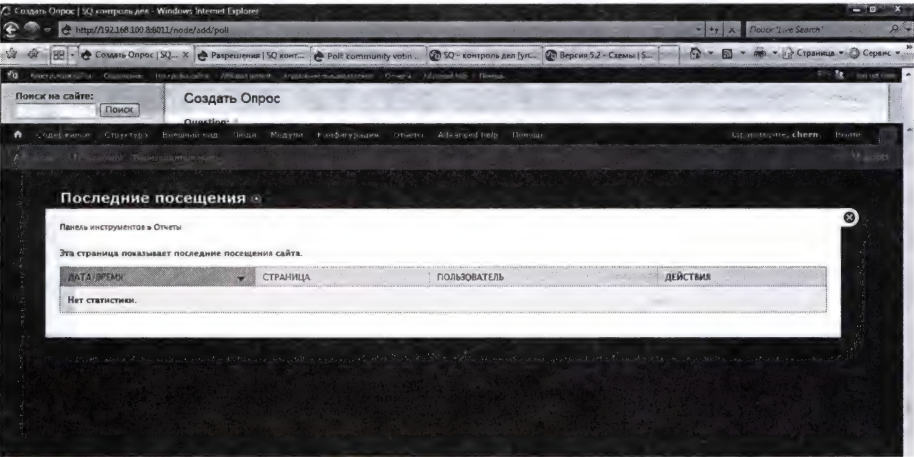 Создать Опрос | SQ контроль дел - Windows Internet Explorer
http://192.168.100.8:8011/node/add/poll
Поиск "Live Search"
Создать Опрос | SQ... Разрешения | SQ конт... Poll community votin... SQ - контроль дел Версия 5.2 - Схемы | S... Страница Сервис
Поиск на сайте:
Поиск
Создать Опрос
Question:
Содержимое Структура Внешний вид Люди Модули Конфигурация Отчеты Advanced help Помощь chern
Последние посещения
Панель инструментов » Отчеты
Эта страница показывает последние посещения сайта.
ДАТА/ВРЕМЯ СТРАНИЦА ПОЛЬЗОВАТЕЛЬ ДЕЙСТВИЯ
Нет статистики.